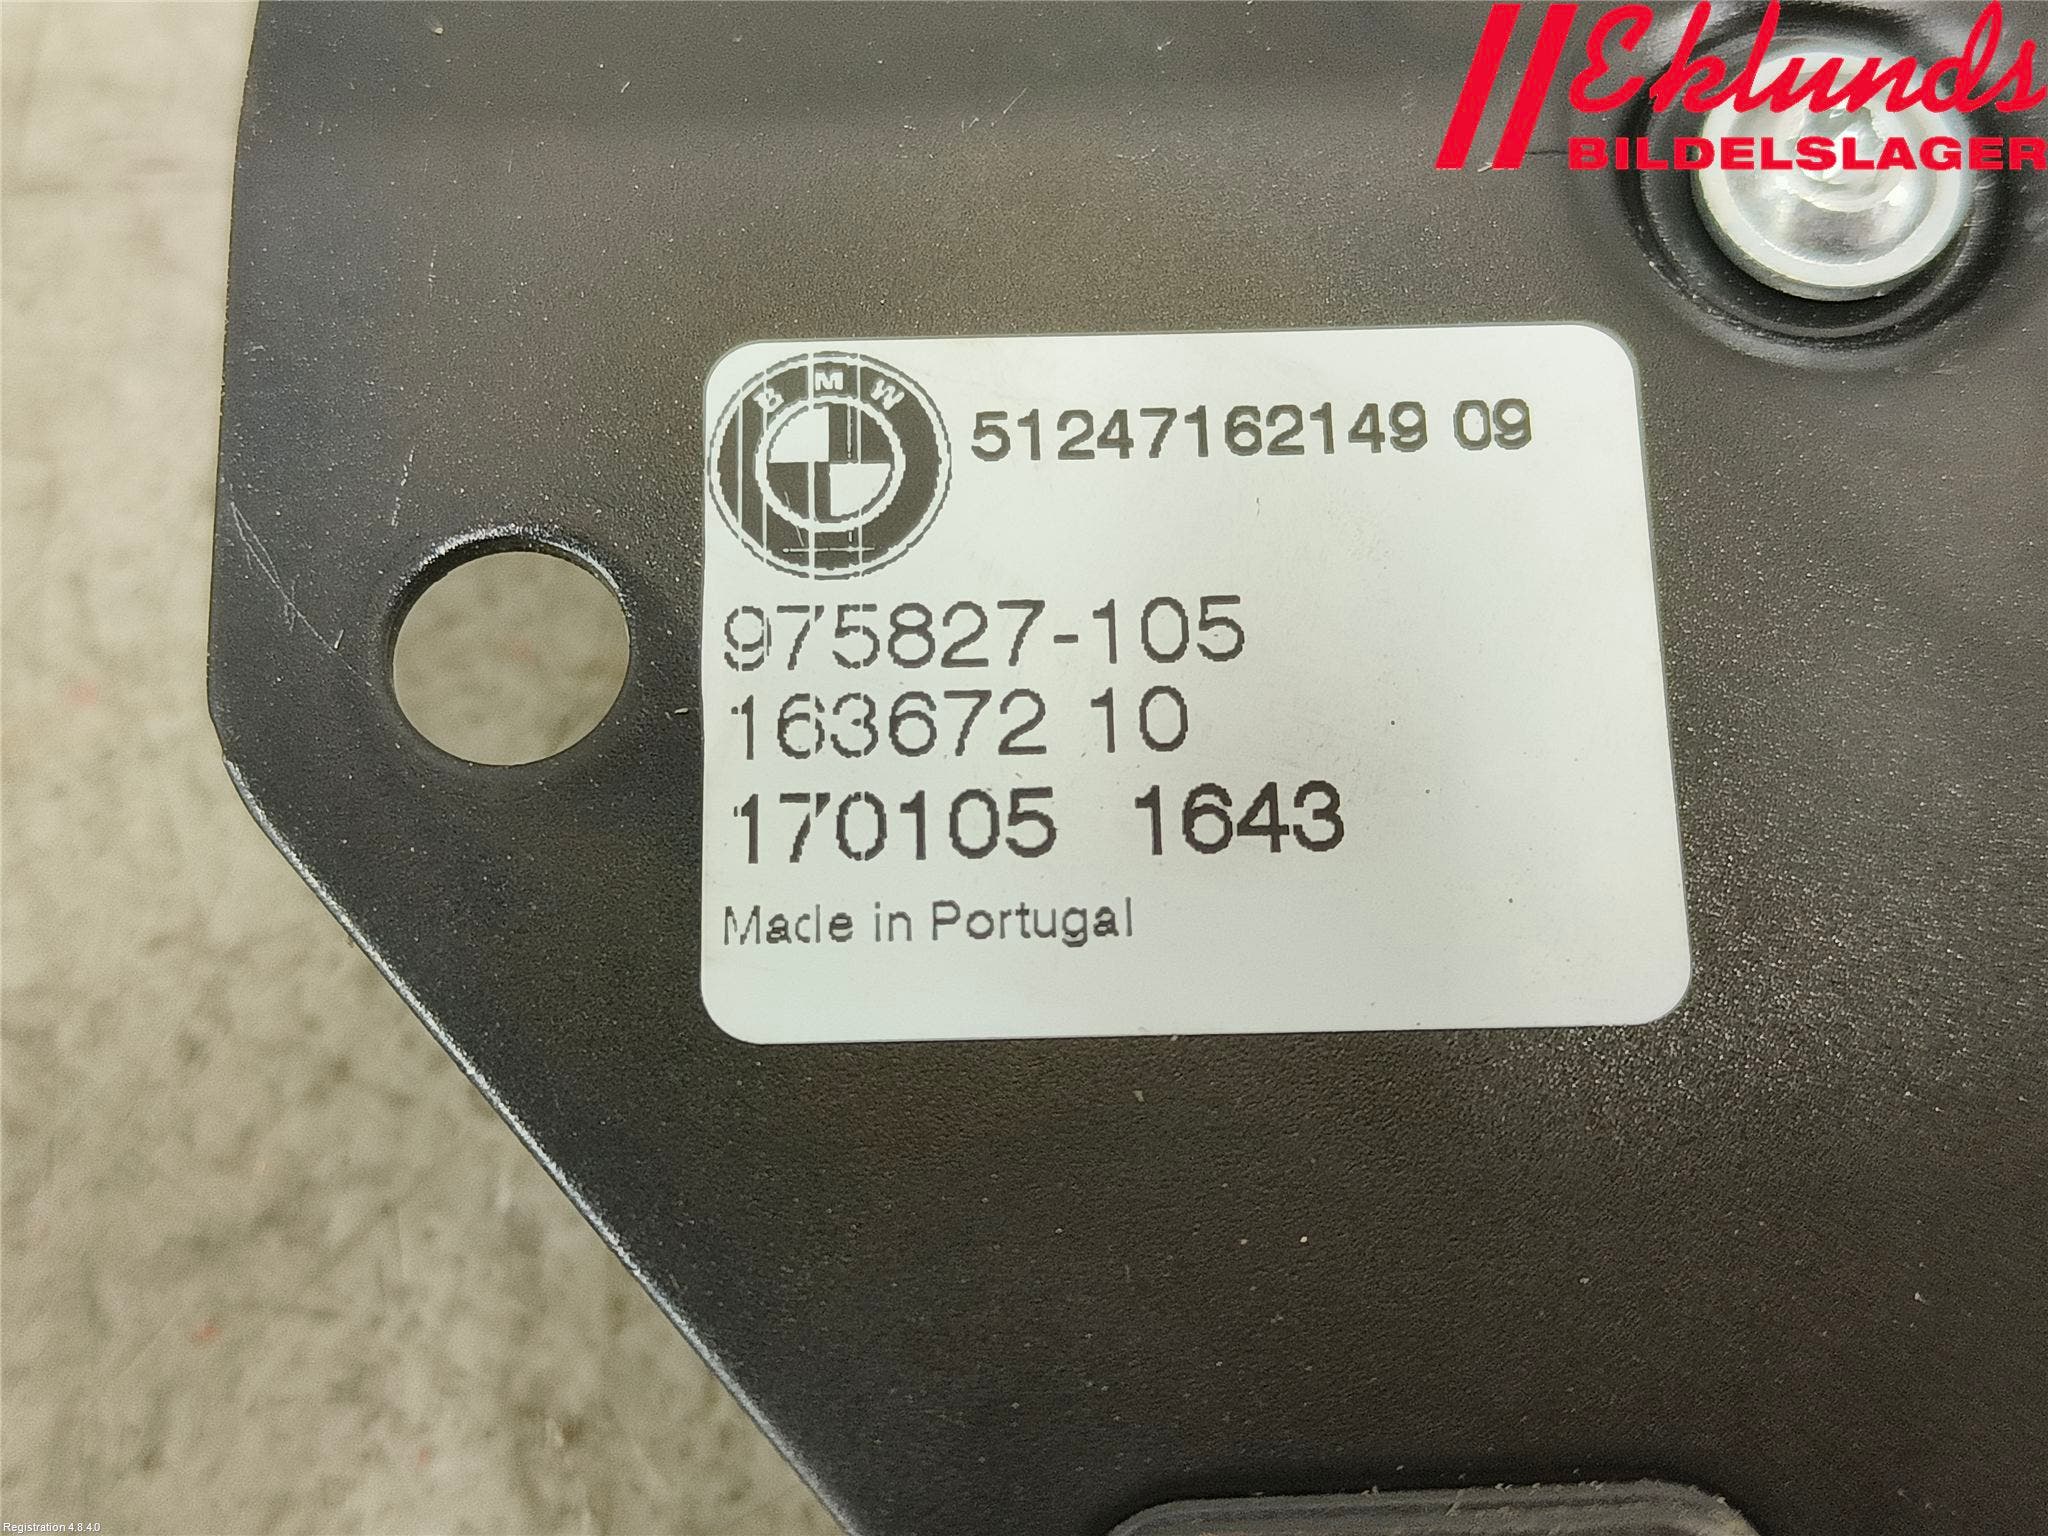 Eklunds
BILDELSLAGER
BMW
51247162149 09
975827-105
163672 10
170105 1643
Made in Portugal
Registration 4.8.4.0